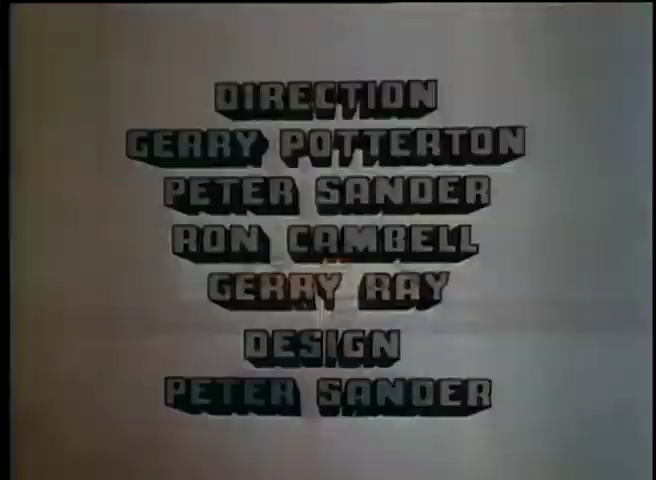 DIRECTION
GERRY POTTERTON
PETER SANDER
RON CAMBELL
GERRY RAY
DESIGN
PETER SANDER